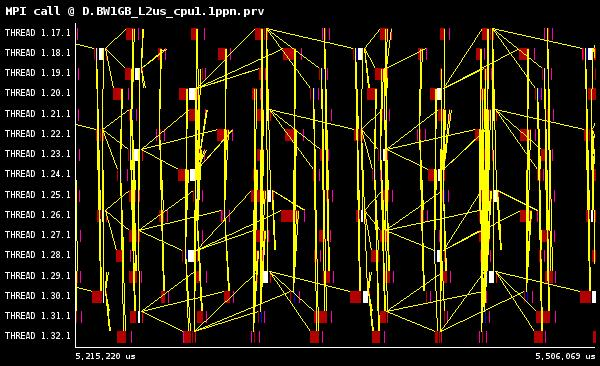 MPI call @ D.BW1GB_L2us_cpu1.1ppn.prv
THREAD 1.17.1
THREAD 1.18.1
THREAD 1.19.1
THREAD 1.20.1
THREAD 1.21.1
THREAD 1.22.1
THREAD 1.23.1
THREAD 1.24.1
THREAD 1.25.1
THREAD 1.26.1
THREAD 1.27.1
THREAD 1.28.1
THREAD 1.29.1
THREAD 1.30.1
THREAD 1.31.1
THREAD 1.32.1
5,215,220 us 5,506,069 us